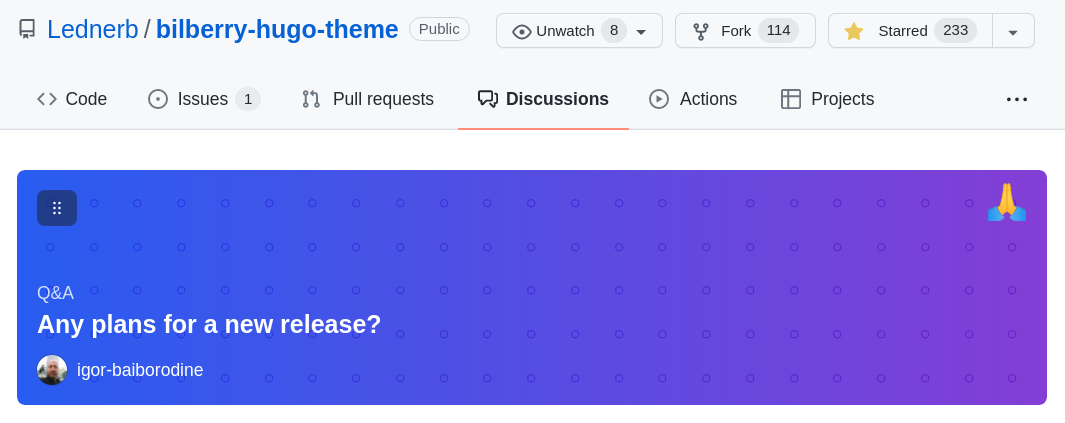 Lednerb / bilberry-hugo-theme Public Unwatch 8 Fork 114 Starred 233
Code Issues 1 Pull requests Discussions Actions Projects
Q&A
Any plans for a new release?
igor-baiborodine